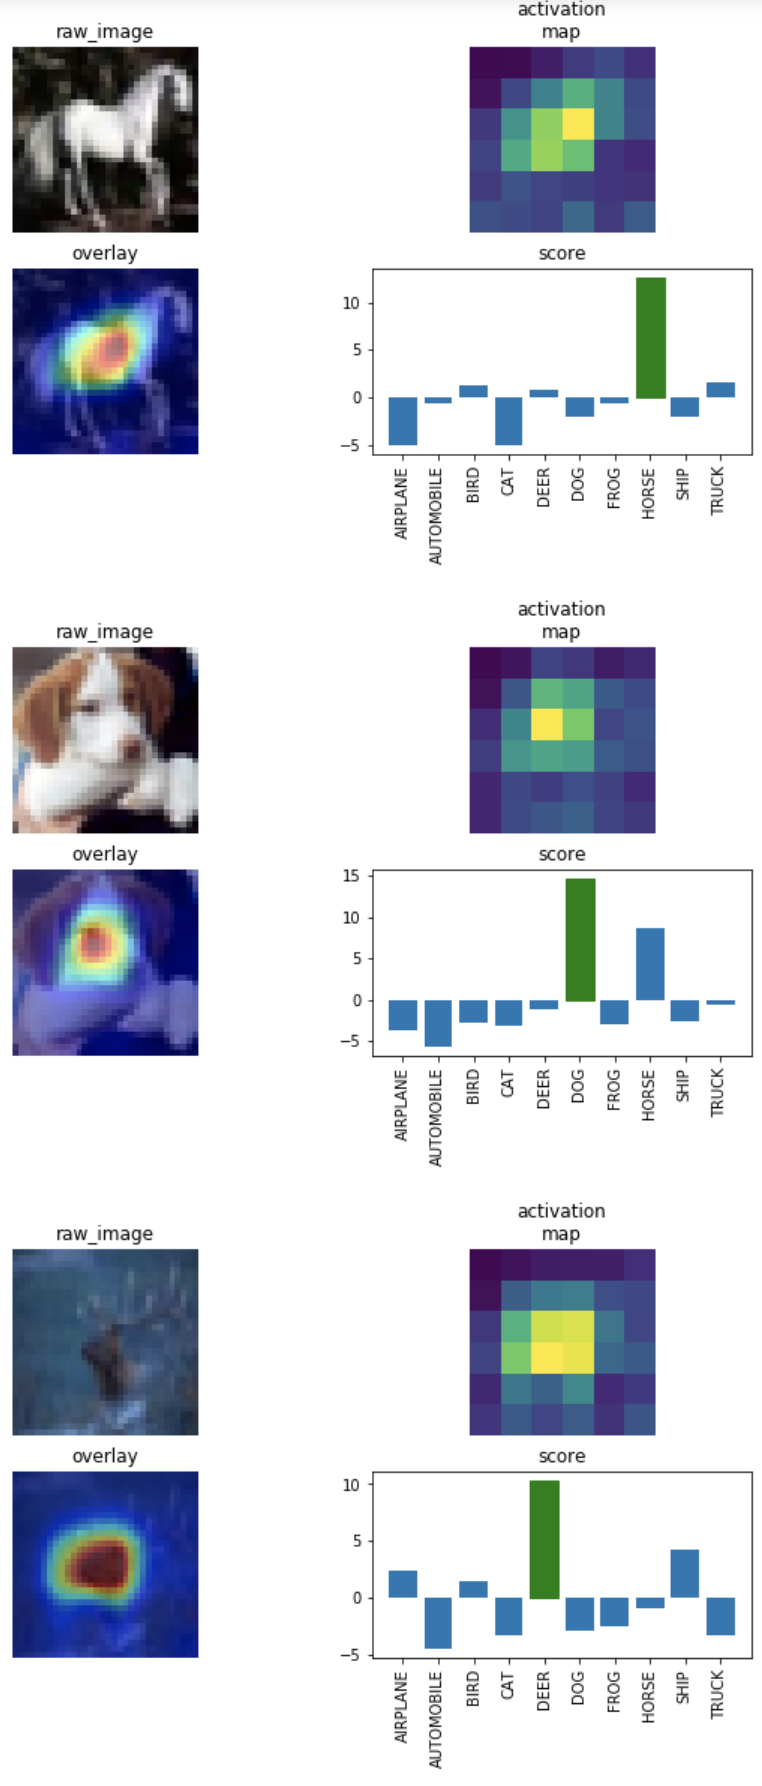 activation
raw_image map
overlay score
10
5
0
−5
AIRPLANE
AUTOMOBILE
BIRD
CAT
DEER
DOG
FROG
HORSE
SHIP
TRUCK
activation
raw_image map
overlay score
15
10
5
0
−5
AIRPLANE
AUTOMOBILE
BIRD
CAT
DEER
DOG
FROG
HORSE
SHIP
TRUCK
activation
raw_image map
overlay score
10
5
0
−5
AIRPLANE
AUTOMOBILE
BIRD
CAT
DEER
DOG
FROG
HORSE
SHIP
TRUCK